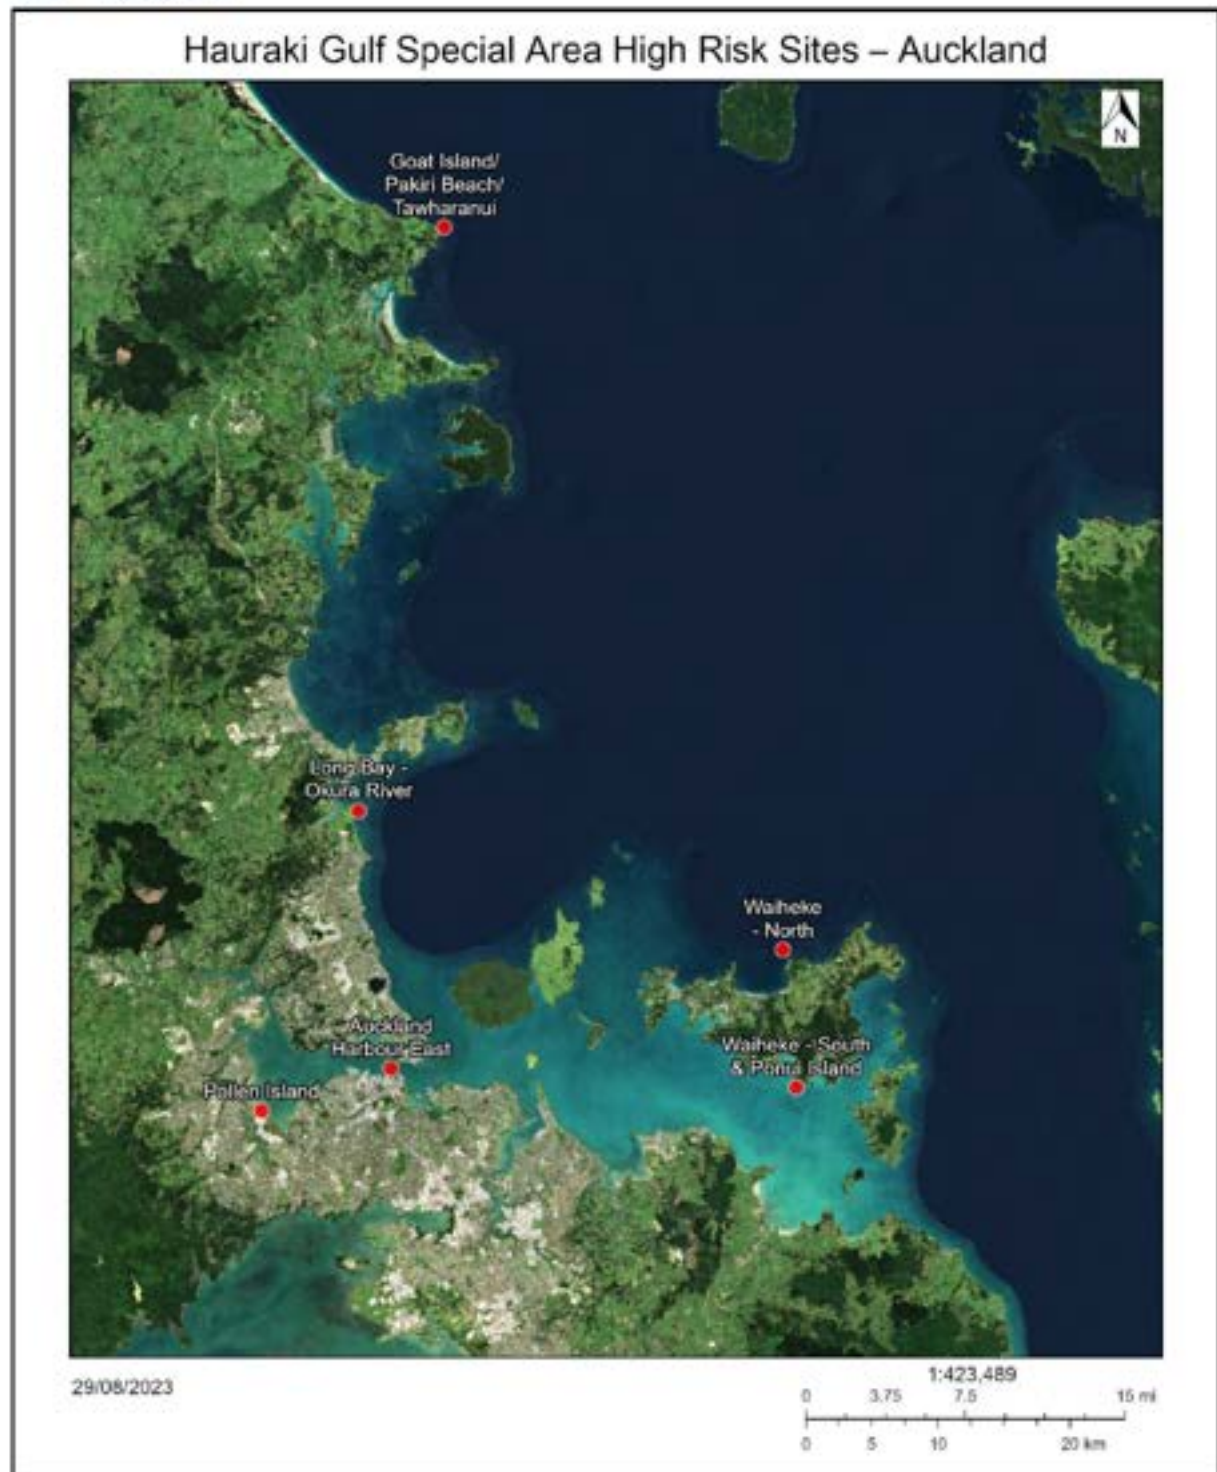 Hauraki Gulf Special Area High Risk Sites – Auckland
N
Goat Island/
Pakiri Beach/
Tawharanui
Long Bay -
Okura River
Waiheke
- North
Auckland
Harbour East
Waiheke - South
& Ponui Island
Pollen Island
29/08/2023
1:423,489
0 3.75 7.5 15 mi
0 5 10 20 km